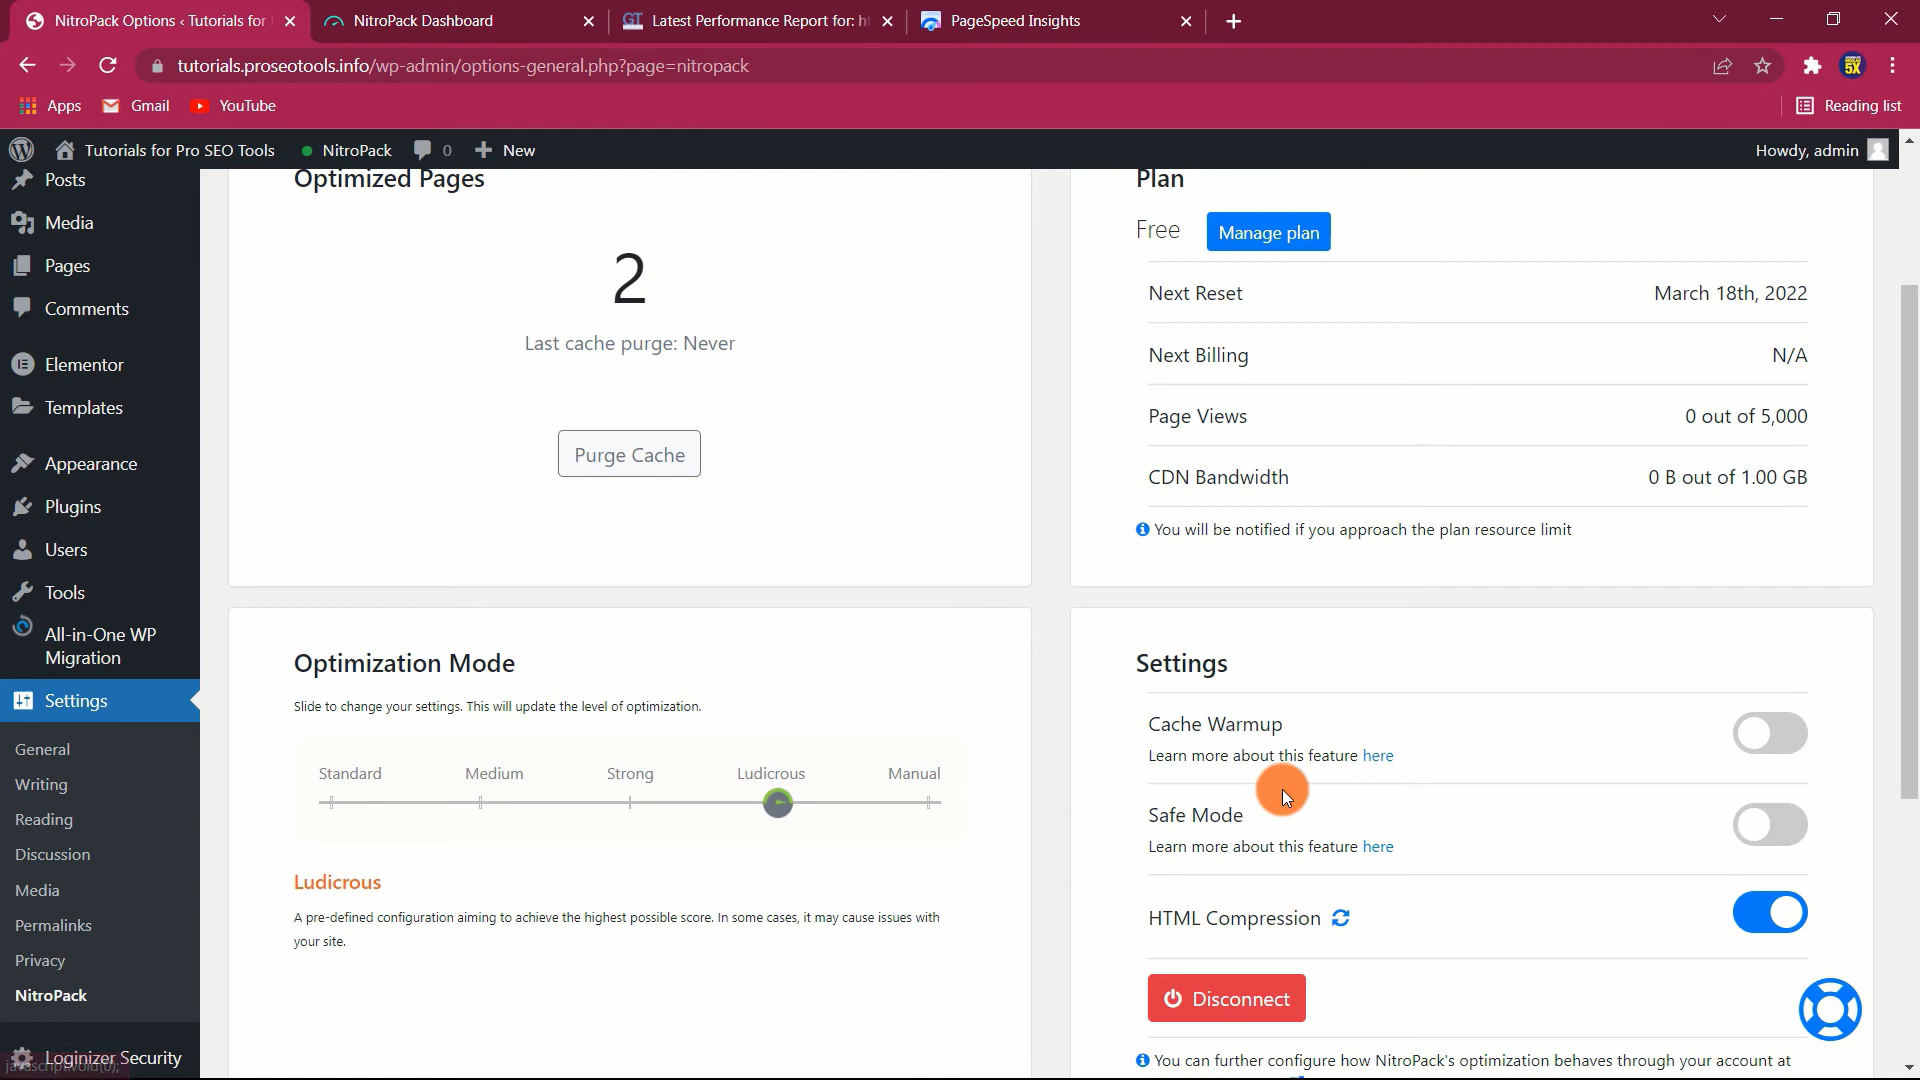 NitroPack Options ‹ Tutorials for
NitroPack Dashboard
GT Latest Performance Report for: ht
PageSpeed Insights
tutorials.proseotools.info/wp-admin/options-general.php?page=nitropack
5X
Apps
Gmail
YouTube
Reading list
Tutorials for Pro SEO Tools
NitroPack
0
New
Howdy, admin
Posts
Media
Pages
Comments
Elementor
Templates
Appearance
Plugins
Users
Tools
All-in-One WP
Migration
Settings
General
Writing
Reading
Discussion
Media
Permalinks
Privacy
NitroPack
Loginizer Security
javascript:void(0);
Optimized Pages
2
Last cache purge: Never
Purge Cache
Plan
Free
Manage plan
Next Reset
March 18th, 2022
Next Billing
N/A
Page Views
0 out of 5,000
CDN Bandwidth
0 B out of 1.00 GB
You will be notified if you approach the plan resource limit
Optimization Mode
Slide to change your settings. This will update the level of optimization.
Standard
Medium
Strong
Ludicrous
Manual
Ludicrous
A pre-defined configuration aiming to achieve the highest possible score. In some cases, it may cause issues with
your site.
Settings
Cache Warmup
Learn more about this feature here
Safe Mode
Learn more about this feature here
HTML Compression
Disconnect
You can further configure how NitroPack's optimization behaves through your account at